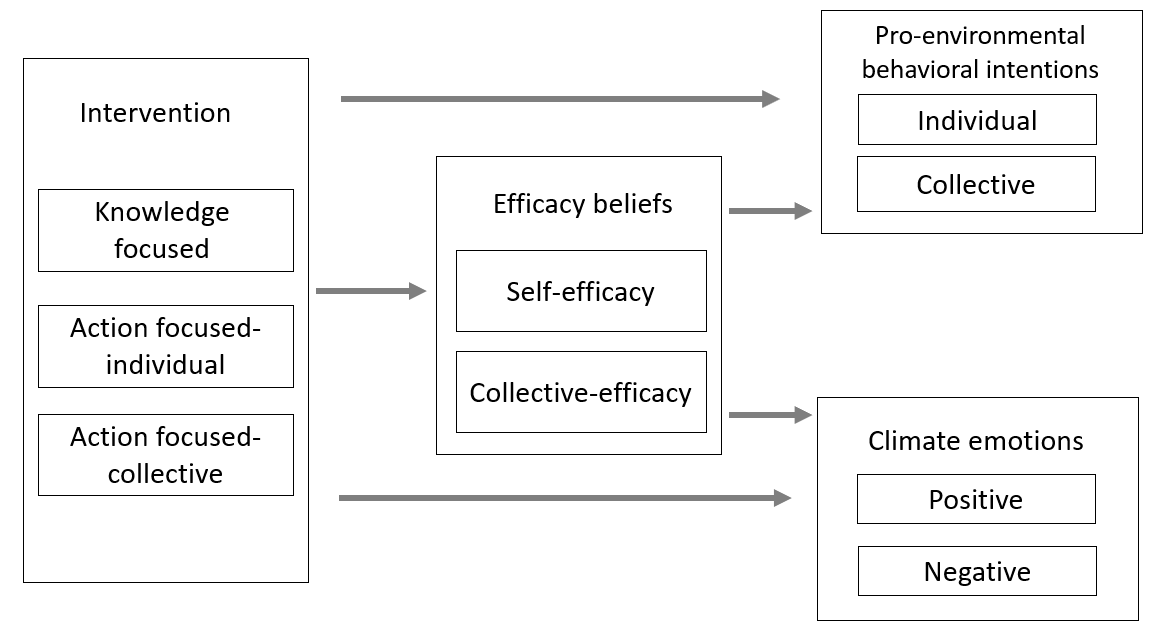 Intervention
Knowledge
focused
Action focused-
individual
Action focused-
collective
Efficacy beliefs
Self-efficacy
Collective-efficacy
Pro-environmental
behavioral intentions
Individual
Collective
Climate emotions
Positive
Negative